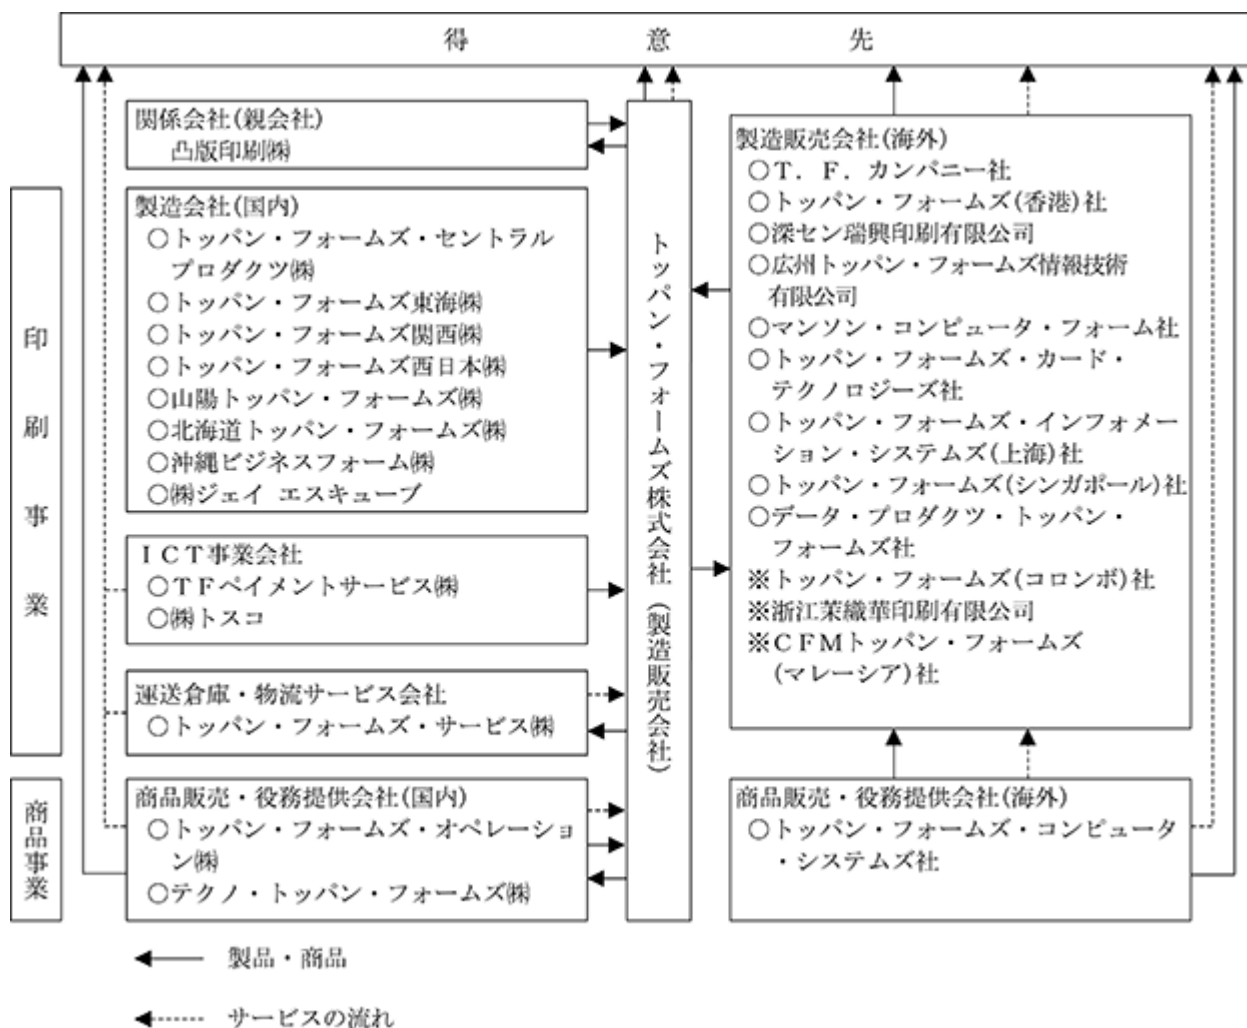 得意先
関係会社(親会社)
凸版印刷㈱
印刷事業
製造会社(国内)
○トッパン・フォームズ・セントラル
プロダクツ㈱
○トッパン・フォームズ東海㈱
○トッパン・フォームズ関西㈱
○トッパン・フォームズ西日本㈱
○山陽トッパン・フォームズ㈱
○北海道トッパン・フォームズ㈱
○沖縄ビジネスフォーム㈱
○㈱ジェイ エスキューブ
ＩＣＴ事業会社
○ＴＦペイメントサービス㈱
○㈱トスコ
運送倉庫・物流サービス会社
○トッパン・フォームズ・サービス㈱
商品事業
商品販売・役務提供会社(国内)
○トッパン・フォームズ・オペレーショ
ン㈱
○テクノ・トッパン・フォームズ㈱
トッパン・フォームズ株式会社(製造販売会社)
製造販売会社(海外)
○Ｔ．Ｆ．カンパニー社
○トッパン・フォームズ(香港)社
○深セン瑞興印刷有限公司
○広州トッパン・フォームズ情報技術
有限公司
○マンソン・コンピュータ・フォーム社
○トッパン・フォームズ・カード・
テクノロジーズ社
○トッパン・フォームズ・インフォメー
ション・システムズ(上海)社
○トッパン・フォームズ(シンガポール)社
○データ・プロダクツ・トッパン・
フォームズ社
※トッパン・フォームズ(コロンボ)社
※浙江茉織華印刷有限公司
※ＣＦＭトッパン・フォームズ
(マレーシア)社
商品販売・役務提供会社(海外)
○トッパン・フォームズ・コンピュータ
・システムズ社
製品・商品
サービスの流れ